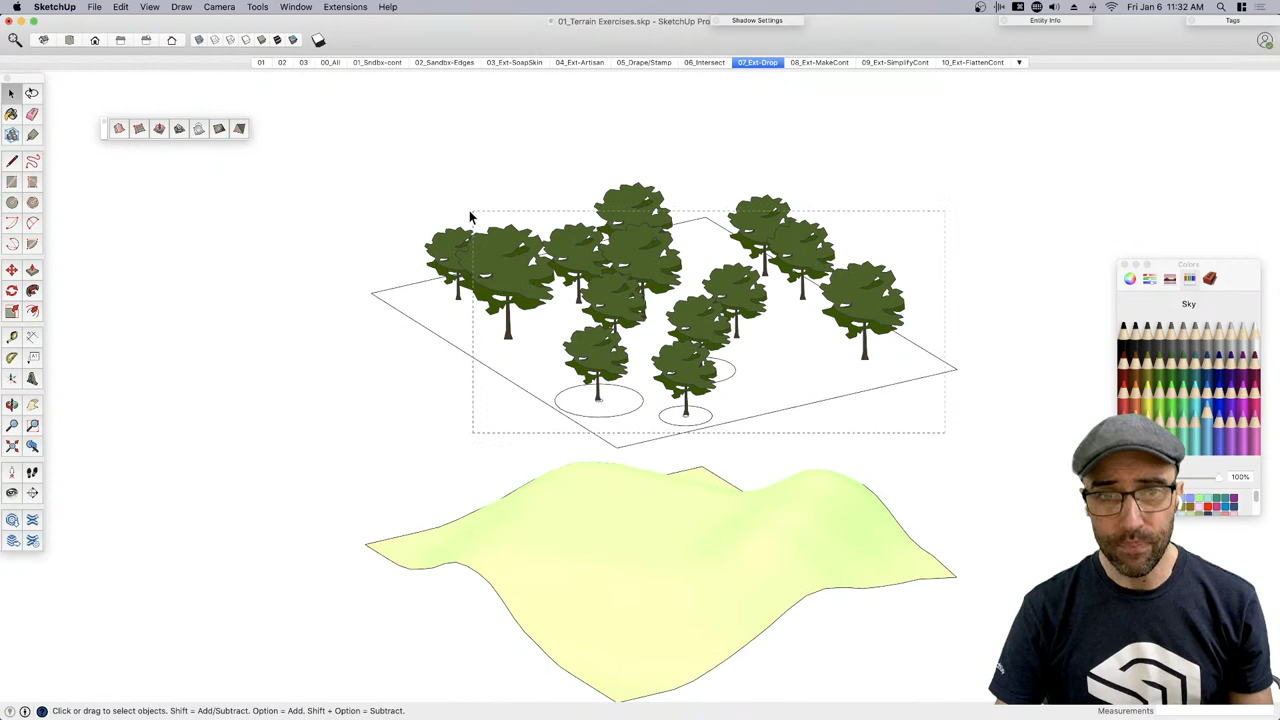 SketchUp File Edit View Camera Draw Tools Window Extensions Help
Fri Jan 6 11:32 AM
01_Terrain Exercises.skp - SketchUp Pro
Shadow Settings
Entity Info
Tags
01 02 03 00_All 01_Sndbx-cont 02_Sandbx-Edges 03_Ext-SoapSkin 04_Ext-Artisan 05_Drape/Stamp 06_Intersect 07_Ext-Drop 08_Ext-MakeCont 09_Ext-SimplifyCont 10_Ext-FlattenCont
Colors
Sky
100%
Click or drag to select objects. Shift = Add/Subtract. Option = Add. Shift + Option = Subtract.
Measurements